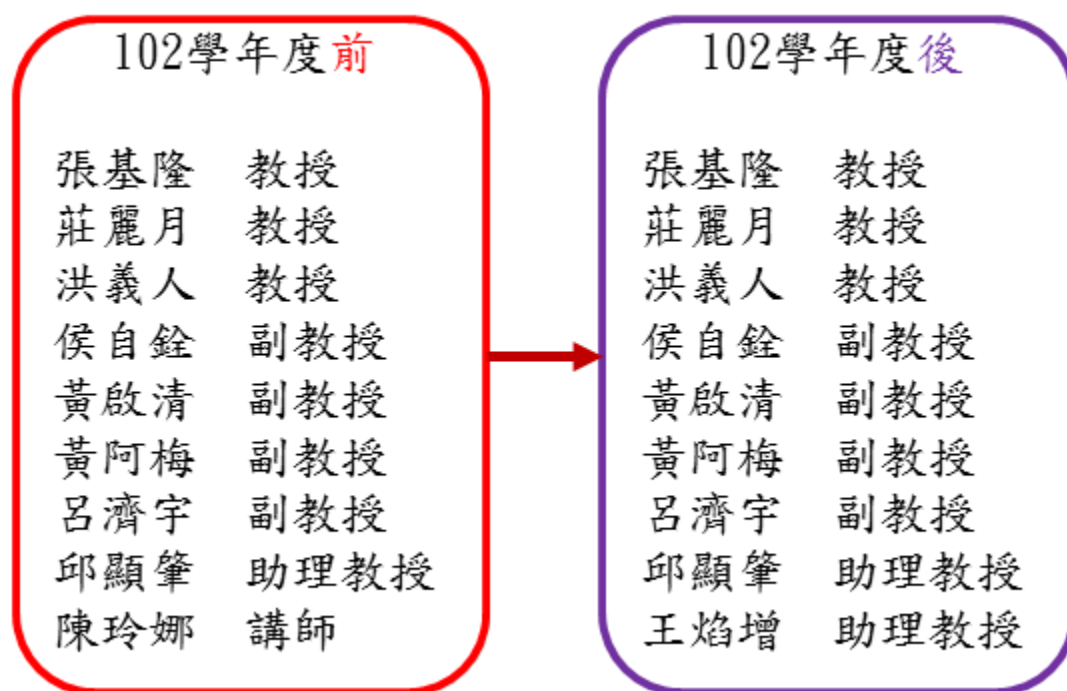 102學年度前
張基隆 教授
莊麗月 教授
洪義人 教授
侯自銓 副教授
黃啟清 副教授
黃阿梅 副教授
呂濟宇 副教授
邱顯肇 助理教授
陳玲娜 講師
102學年度後
張基隆 教授
莊麗月 教授
洪義人 教授
侯自銓 副教授
黃啟清 副教授
黃阿梅 副教授
呂濟宇 副教授
邱顯肇 助理教授
王焰增 助理教授